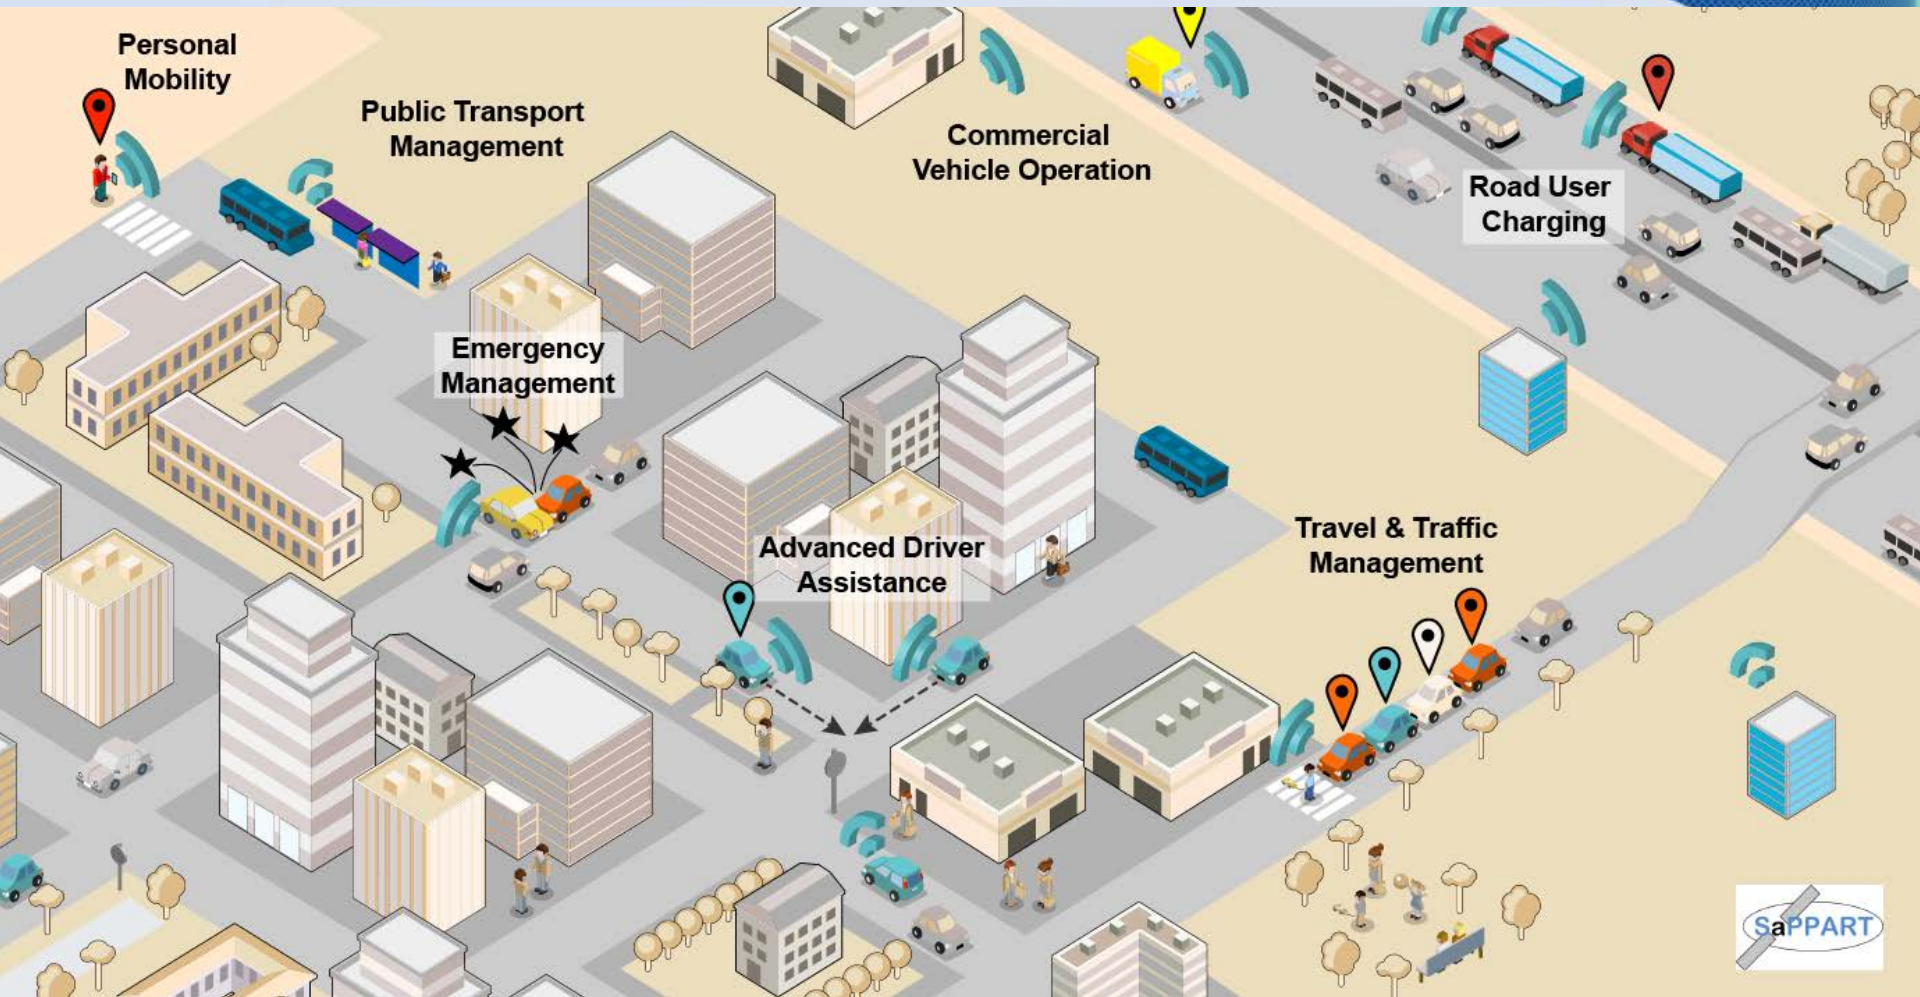 Personal
Mobility
Public Transport
Management
Commercial
Vehicle Operation
Road User
Charging
Emergency
Management
Advanced Driver
Assistance
Travel & Traffic
Management
SaPPART